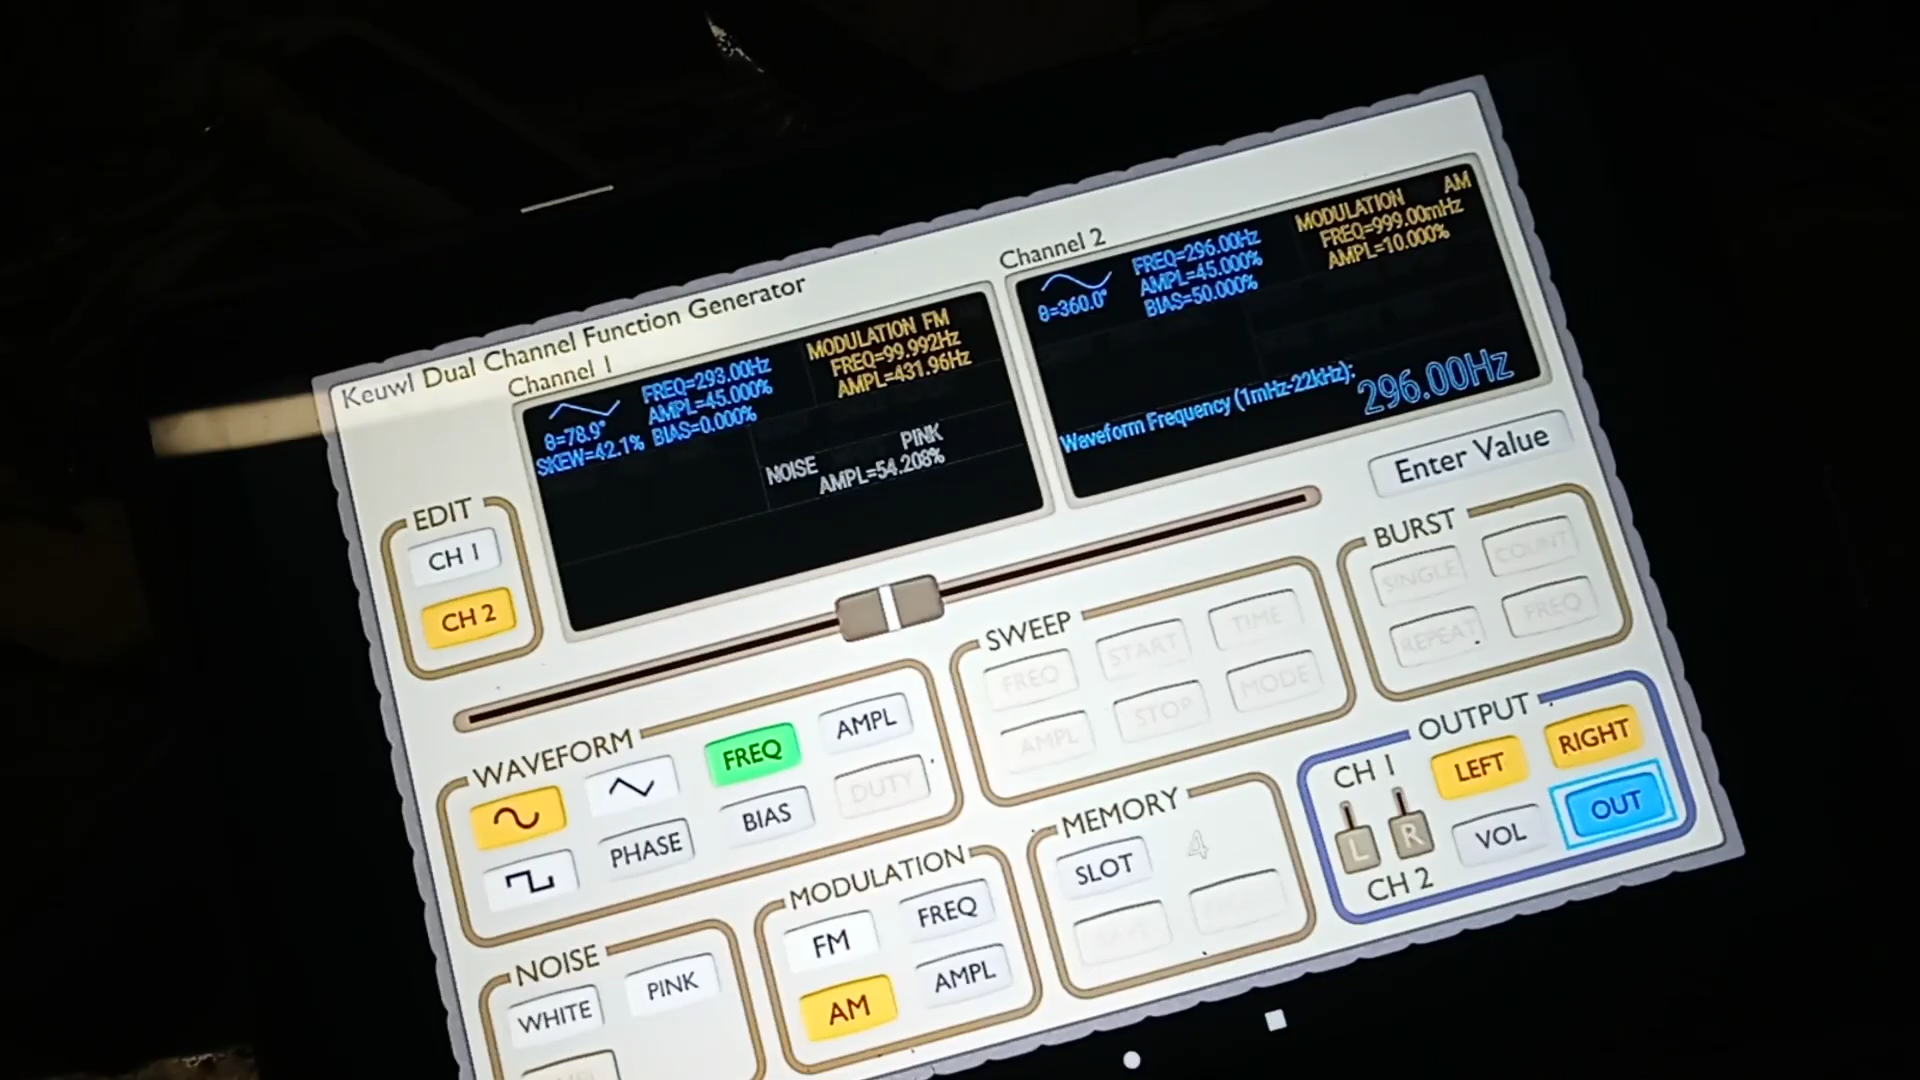 Keuwl Dual Channel Function Generator
Channel 1
θ=78.9°
SKEW=42.1%
FREQ=293.00Hz
AMPL=45.000%
BIAS=0.000%
MODULATION FM
FREQ=99.992Hz
AMPL=431.96Hz
NOISE PINK
AMPL=54.208%
Channel 2
θ=360.0°
FREQ=296.00Hz
AMPL=45.000%
BIAS=50.000%
MODULATION AM
FREQ=999.00mHz
AMPL=10.000%
Waveform Frequency (1mHz-22kHz):
296.00Hz
Enter Value
EDIT
CH 1
CH 2
WAVEFORM
FREQ
AMPL
PHASE
BIAS
DUTY
SWEEP
FREQ
START
TIME
AMPL
STOP
MODE
BURST
SINGLE
COUNT
REPEAT
FREQ
NOISE
WHITE
PINK
MODULATION
FM
FREQ
AM
AMPL
MEMORY
SLOT
4
OUTPUT
CH 1
LEFT
RIGHT
L
R
VOL
OUT
CH 2